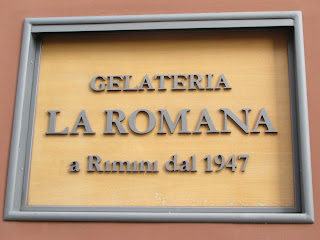 GELATERIA
LA ROMANA
a Rimini dal 1947